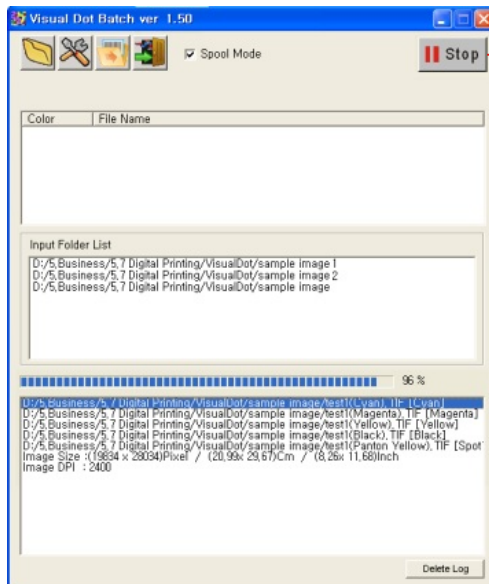 Visual Dot Batch ver 1.50
Spool Mode
Stop
Color File Name
Input Folder List
D:/5,Business/5,7 Digital Printing/VisualDot/sample image 1
D:/5,Business/5,7 Digital Printing/VisualDot/sample image 2
D:/5,Business/5,7 Digital Printing/VisualDot/sample image
96 %
D:/5,Business/5,7 Digital Printing/VisualDot/sample image/test1(Cyan),TIF [Cyan]
D:/5,Business/5,7 Digital Printing/VisualDot/sample image/test1(Magenta),TIF [Magenta]
D:/5,Business/5,7 Digital Printing/VisualDot/sample image/test1(Yellow),TIF [Yellow]
D:/5,Business/5,7 Digital Printing/VisualDot/sample image/test1(Black),TIF [Black]
D:/5,Business/5,7 Digital Printing/VisualDot/sample image/test1(Panton Yellow),TIF [Spot
Image Size :(19834 x 28034)Pixel / (20,99x 29,67)Cm / (8,26x 11,68)Inch
Image DPI : 2400
Delete Log